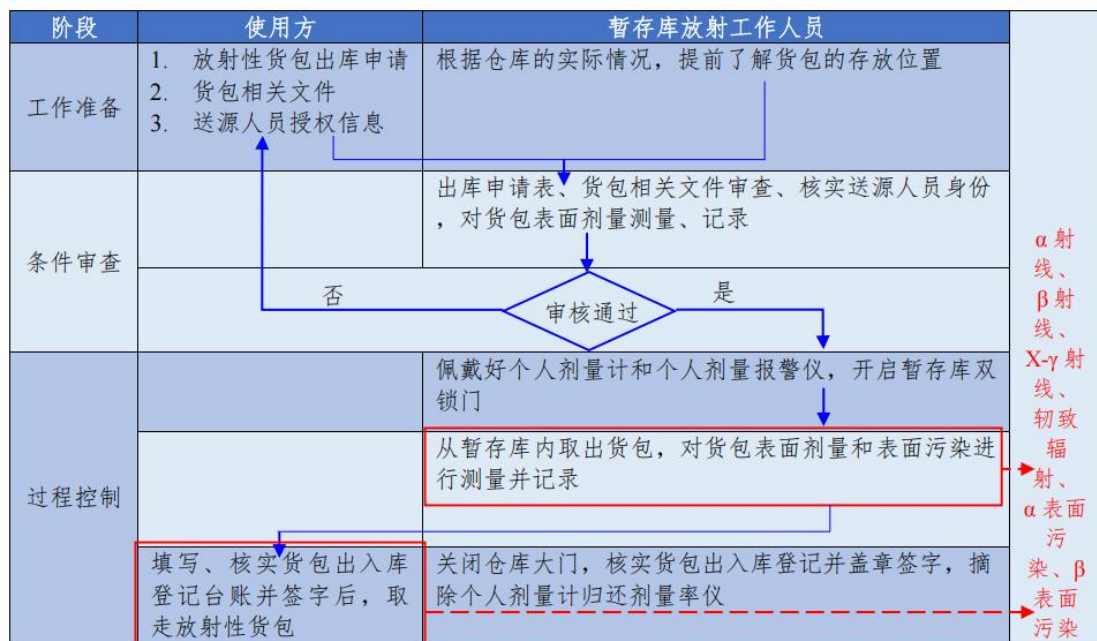 阶段
使用方
暂存库放射工作人员
工作准备
1. 放射性货包出库申请
2. 货包相关文件
3. 送源人员授权信息
根据仓库的实际情况，提前了解货包的存放位置
条件审查
出库申请表、货包相关文件审查、核实送源人员身份
，对货包表面剂量测量、记录
否
审核通过
是
过程控制
佩戴好个人剂量计和个人剂量报警仪，开启暂存库双
锁门
从暂存库内取出货包，对货包表面剂量和表面污染进
行测量并记录
填写、核实货包出入库
登记台账并签字后，取
走放射性货包
关闭仓库大门，核实货包出入库登记并盖章签字，摘
除个人剂量计归还剂量率仪
α 射
线、
β 射
线、
X-γ 射
线、
轫致
辐
射、
α 表面
污
染、β
表面
污染